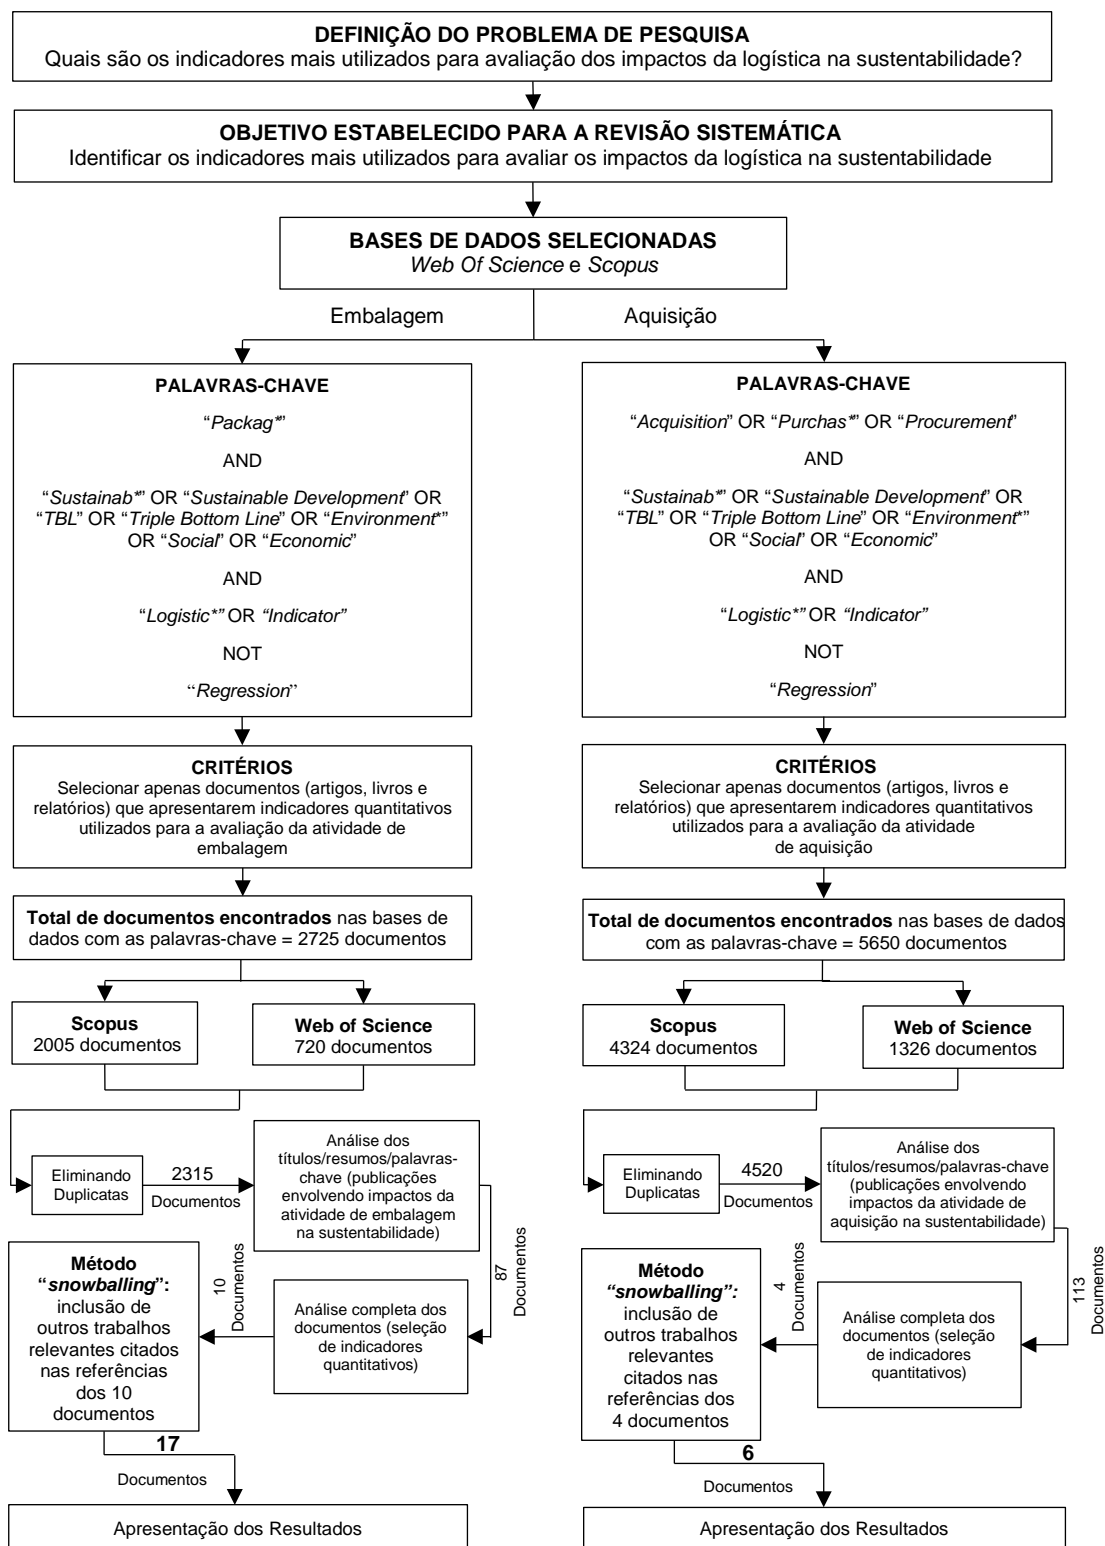 DEFINIÇÃO DO PROBLEMA DE PESQUISA
Quais são os indicadores mais utilizados para avaliação dos impactos da logística na sustentabilidade?
OBJETIVO ESTABELECIDO PARA A REVISÃO SISTEMÁTICA
Identificar os indicadores mais utilizados para avaliar os impactos da logística na sustentabilidade
BASES DE DADOS SELECIONADAS
Web Of Science e Scopus
Embalagem
Aquisição
PALAVRAS-CHAVE
“Packag*”
AND
“Sustainab*” OR “Sustainable Development” OR
“TBL” OR “Triple Bottom Line” OR “Environment*”
OR “Social” OR “Economic”
AND
“Logistic*” OR “Indicator”
NOT
“Regression”
PALAVRAS-CHAVE
“Acquisition” OR “Purchas*” OR “Procurement”
AND
“Sustainab*” OR “Sustainable Development” OR
“TBL” OR “Triple Bottom Line” OR “Environment*”
OR “Social” OR “Economic”
AND
“Logistic*” OR “Indicator”
NOT
“Regression”
CRITÉRIOS
Selecionar apenas documentos (artigos, livros e
relatórios) que apresentarem indicadores quantitativos
utilizados para a avaliação da atividade de
embalagem
CRITÉRIOS
Selecionar apenas documentos (artigos, livros e
relatórios) que apresentarem indicadores quantitativos
utilizados para a avaliação da atividade
de aquisição
Total de documentos encontrados nas bases de
dados com as palavras-chave = 2725 documentos
Total de documentos encontrados nas bases de dados
com as palavras-chave = 5650 documentos
Scopus
2005 documentos
Web of Science
720 documentos
Scopus
4324 documentos
Web of Science
1326 documentos
Eliminando
Duplicatas
2315
Documentos
Análise dos
títulos/resumos/palavras-
chave (publicações
envolvendo impactos da
atividade de embalagem
na sustentabilidade)
87
Documentos
Análise completa dos
documentos (seleção
de indicadores
quantitativos)
10
Documentos
Método
“snowballing”:
inclusão de
outros trabalhos
relevantes citados
nas referências
dos 10
documentos
17
Documentos
Apresentação dos Resultados
Eliminando
Duplicatas
4520
Documentos
Análise dos
títulos/resumos/palavras-chave
(publicações envolvendo
impactos da atividade de
aquisição na sustentabilidade)
113
Documentos
Análise completa dos
documentos (seleção
de indicadores
quantitativos)
4
Documentos
Método
“snowballing”:
inclusão de
outros trabalhos
relevantes
citados nas
referências dos
4 documentos
6
Documentos
Apresentação dos Resultados